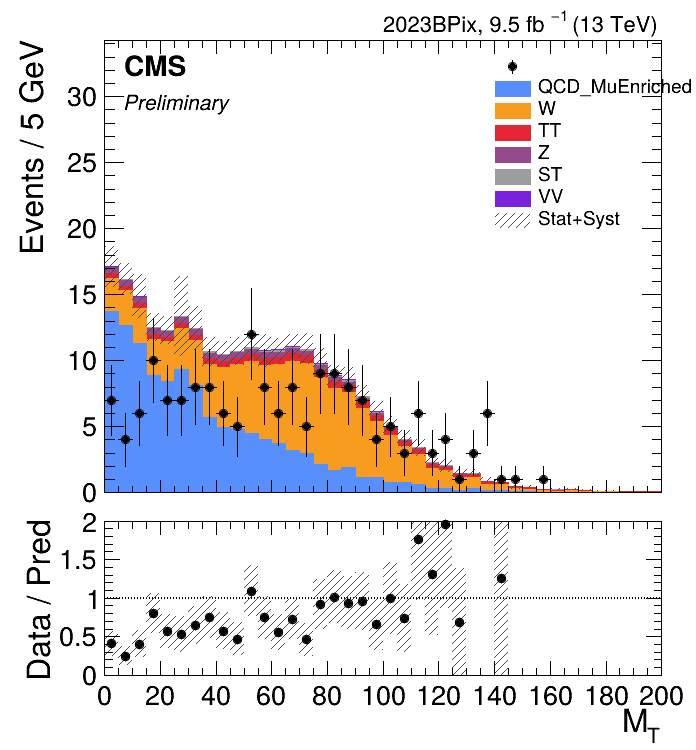 2023BPix, 9.5 fb⁻¹ (13 TeV)
CMS
Preliminary
QCD_MuEnriched
W
TT
Z
ST
VV
Stat+Syst
Events / 5 GeV
30
25
20
15
10
5
0
Data / Pred
2
1.5
1
0.5
0
0 20 40 60 80 100 120 140 160 180 200
M_T